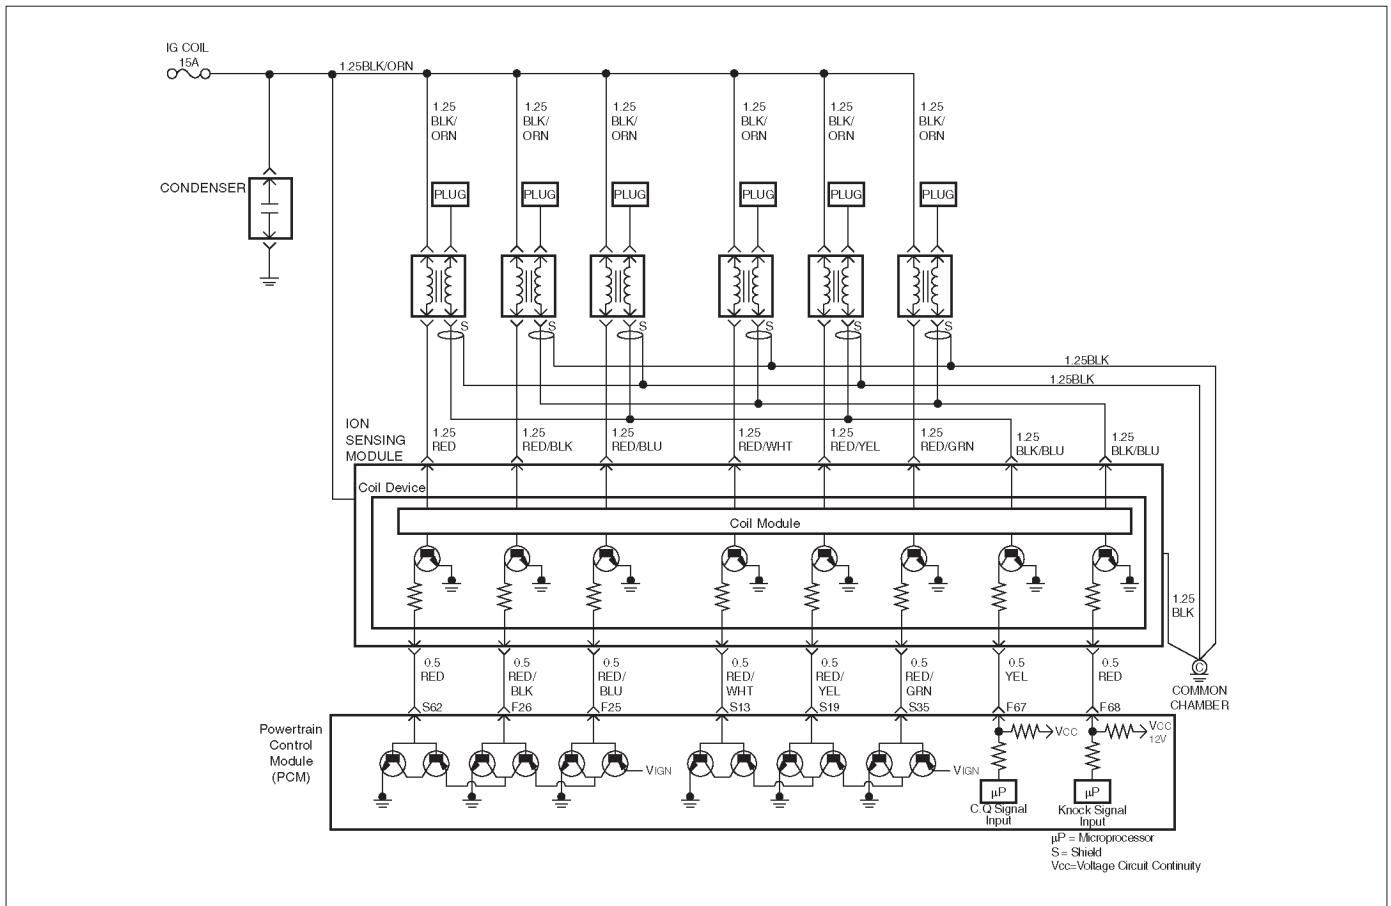 IG COIL
15A
1.25BLK/ORN
1.25
BLK/
ORN
1.25
BLK/
ORN
1.25
BLK/
ORN
1.25
BLK/
ORN
1.25
BLK/
ORN
1.25
BLK/
ORN
CONDENSER
PLUG
PLUG
PLUG
PLUG
PLUG
PLUG
S
S
S
S
S
S
1.25BLK
1.25BLK
ION
SENSING
MODULE
1.25
RED
1.25
RED/BLK
1.25
RED/BLU
1.25
RED/WHT
1.25
RED/YEL
1.25
RED/GRN
1.25
BLK/BLU
1.25
BLK/BLU
Coil Device
Coil Module
1.25
BLK
0.5
RED
0.5
RED/
BLK
0.5
RED/
BLU
0.5
RED/
WHT
0.5
RED/
YEL
0.5
RED/
GRN
0.5
YEL
0.5
RED
C
COMMON
CHAMBER
S62
F26
F25
S13
S19
S35
F67
F68
Powertrain
Control
Module
(PCM)
VIGN
VIGN
VCC
VCC
12V
µP
µP
C.Q Signal
Input
Knock Signal
Input
µP = Microprocessor
S = Shield
Vcc=Voltage Circuit Continuity